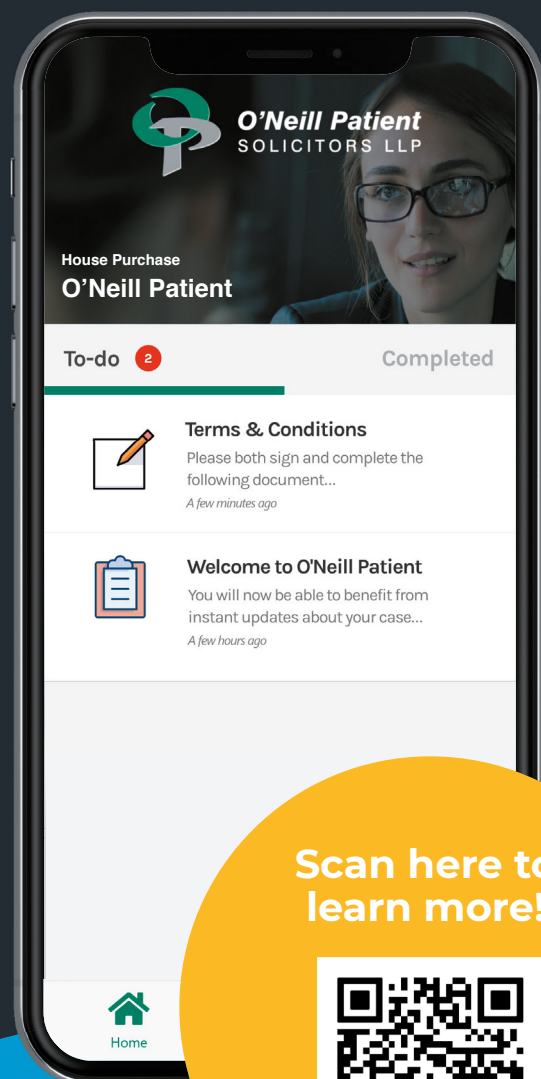 O'Neill Patient
SOLICITORS LLP
House Purchase
O'Neill Patient
To-do 2
Completed
Terms & Conditions
Please both sign and complete the
following document...
A few minutes ago
Welcome to O'Neill Patient
You will now be able to benefit from
instant updates about your case...
A few hours ago
Scan here to
learn more!
Home